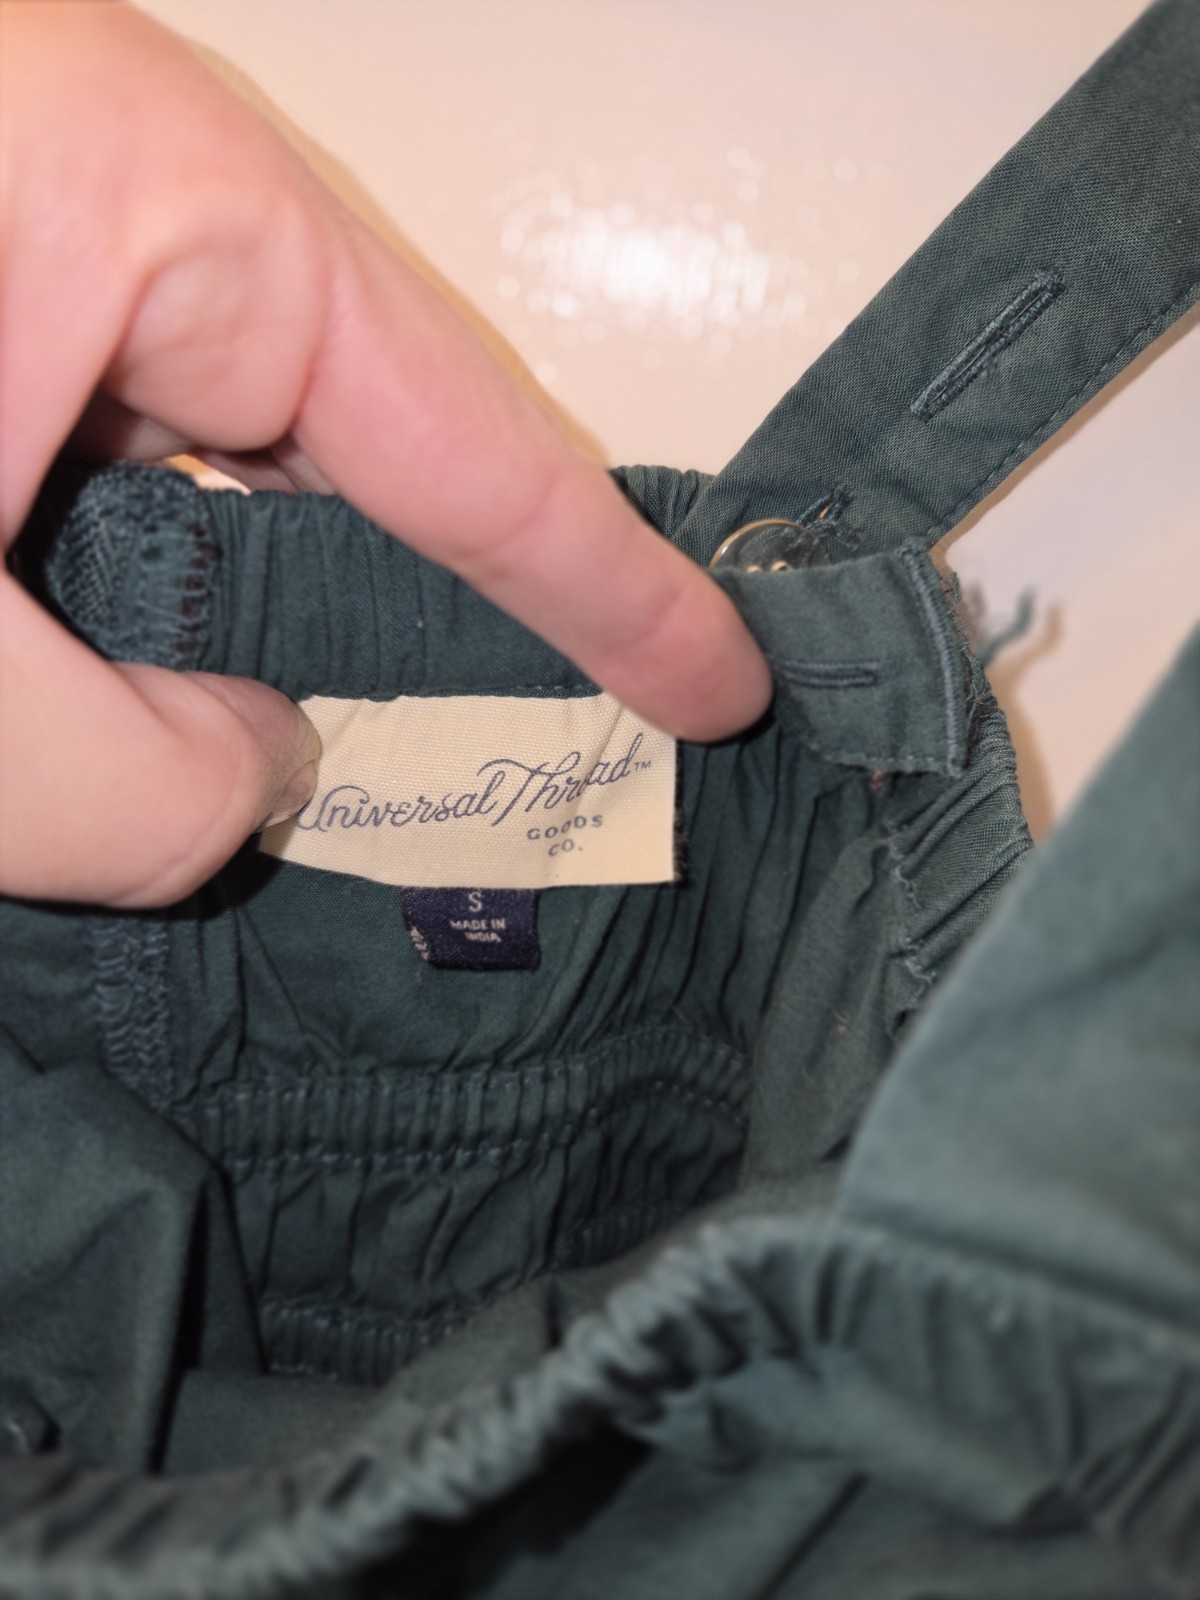 Universal Thread™
GOODS
CO.
S
MADE IN
INDIA